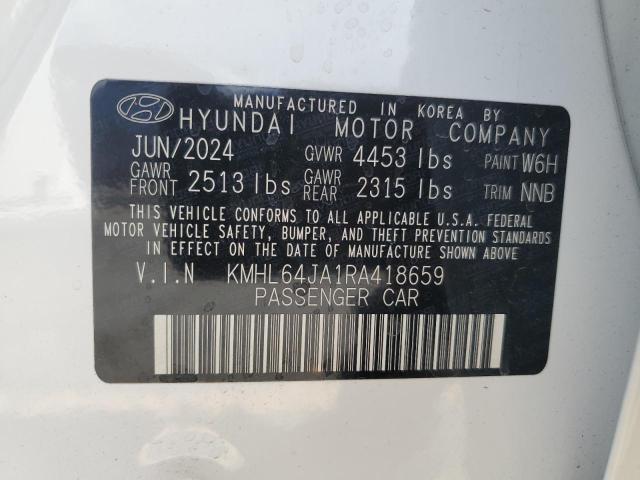 MANUFACTURED IN KOREA BY
HYUNDAI MOTOR COMPANY
JUN/2024 GVWR 4453 lbs PAINT W6H
GAWR FRONT 2513 lbs GAWR REAR 2315 lbs TRIM NNB
THIS VEHICLE CONFORMS TO ALL APPLICABLE U.S.A. FEDERAL
MOTOR VEHICLE SAFETY, BUMPER, AND THEFT PREVENTION STANDARDS
IN EFFECT ON THE DATE OF MANUFACTURE SHOWN ABOVE.
V.I.N KMHL64JA1RA418659
PASSENGER CAR